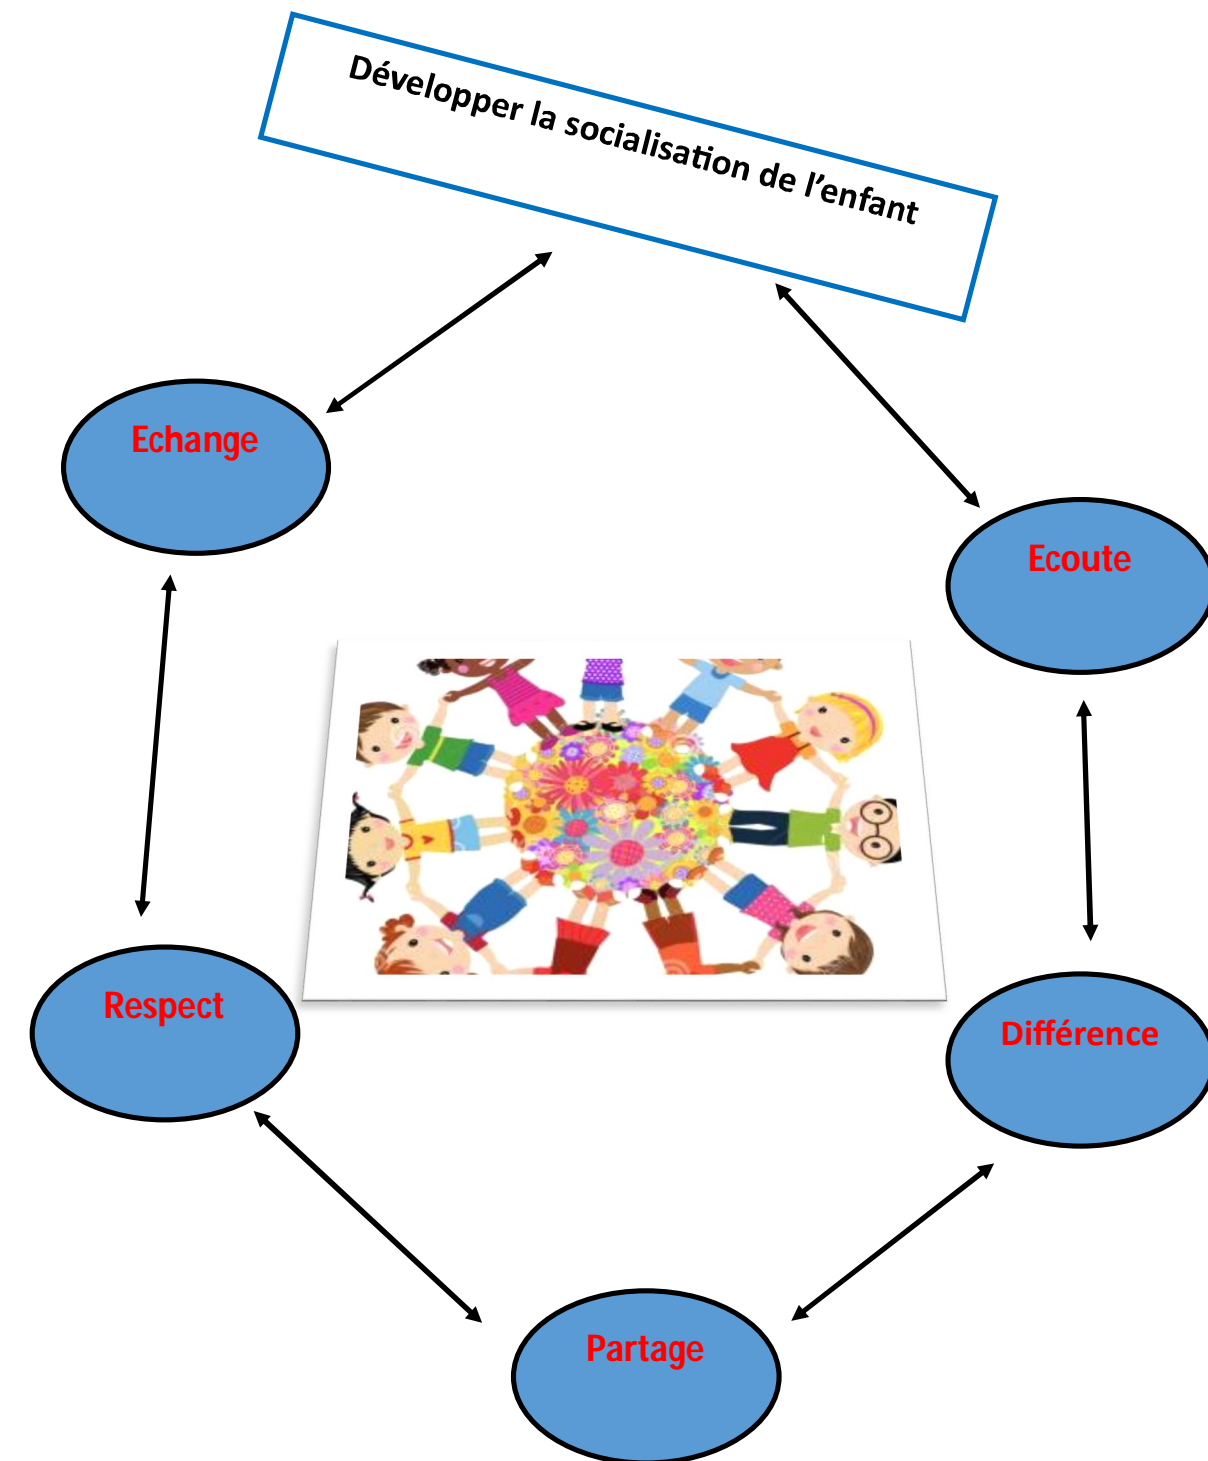 Développer la socialisation de l’enfant
Echange
Ecoute
Respect
Différence
Partage